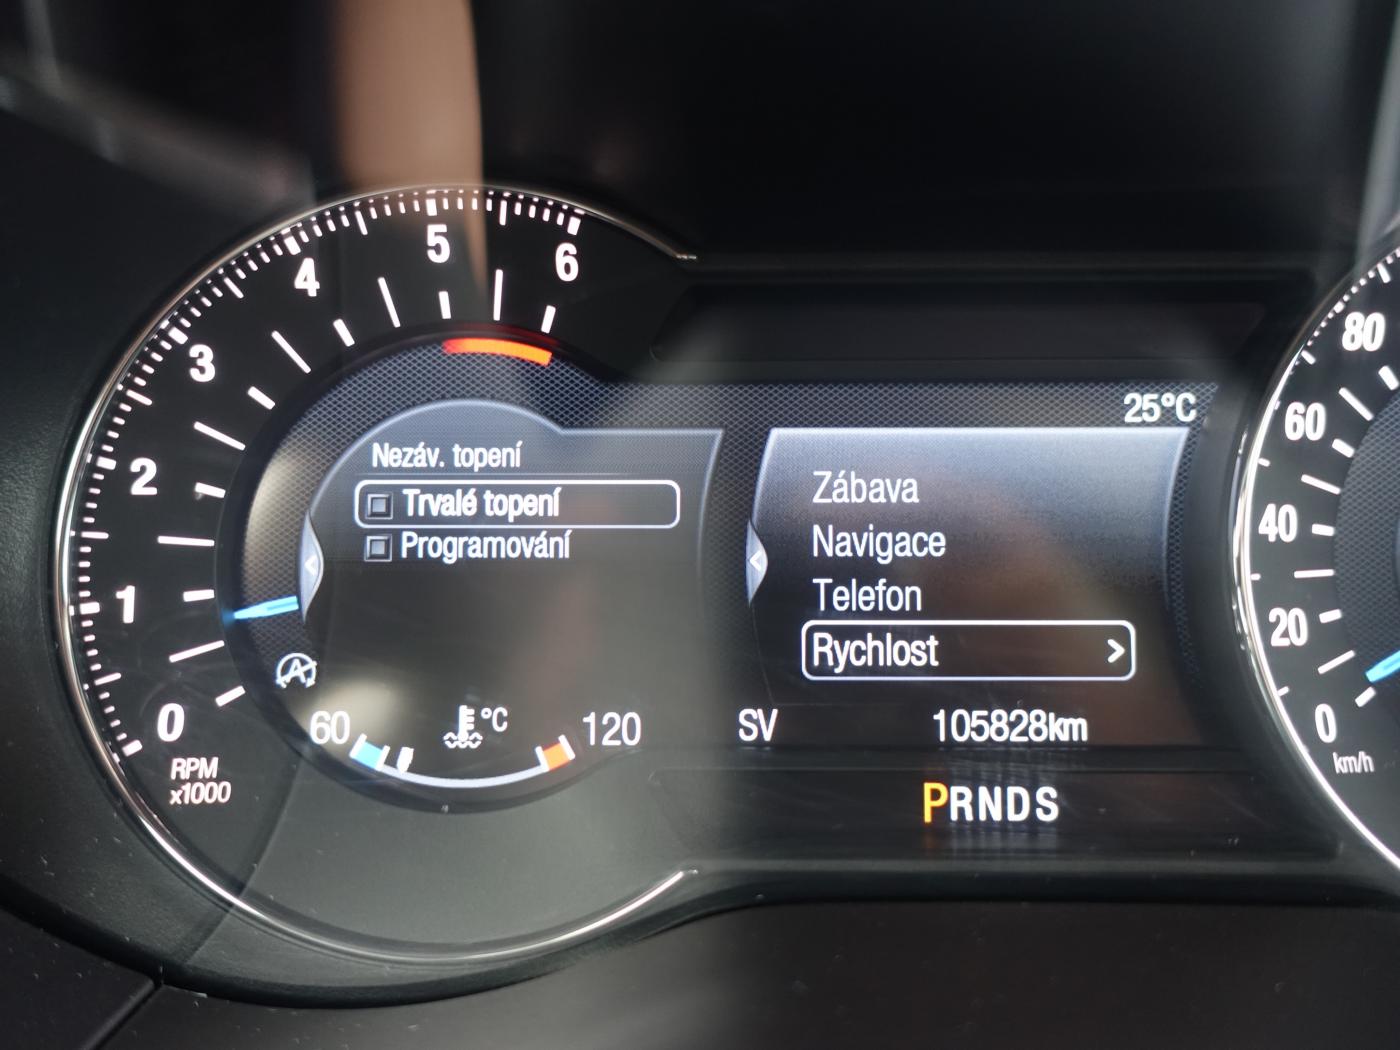 6
5
4
3
2
1
0
RPM
x1000
Nezáv. topení
Trvalé topení
Programování
A
60
°C
120
25°C
Zábava
Navigace
Telefon
Rychlost >
SV 105828km
PRNDS
80
60
40
20
0
km/h